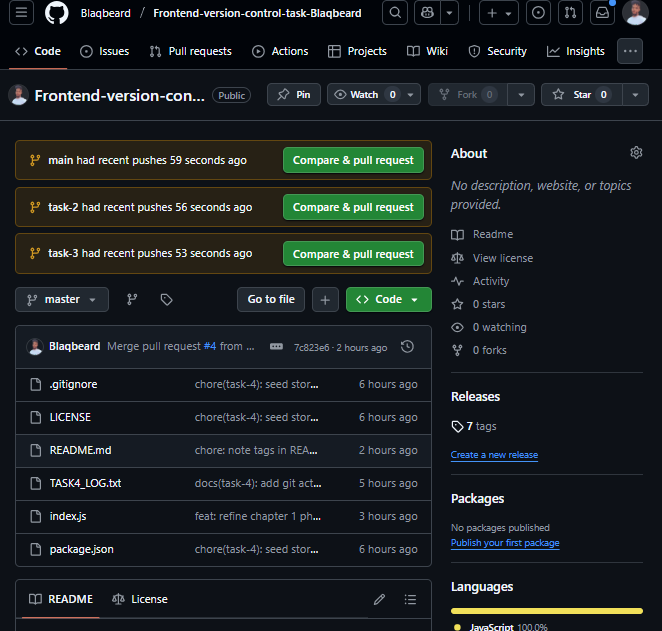 Blaqbeard / Frontend-version-control-task-Blaqbeard
Code Issues Pull requests Actions Projects Wiki Security Insights
Frontend-version-con... Public Pin Watch 0 Fork 0 Star 0
main had recent pushes 59 seconds ago Compare & pull request
task-2 had recent pushes 56 seconds ago Compare & pull request
task-3 had recent pushes 53 seconds ago Compare & pull request
master Go to file Code
Blaqbeard Merge pull request #4 from ... 7c823e6 · 2 hours ago
.gitignore chore(task-4): seed stor... 6 hours ago
LICENSE chore(task-4): seed stor... 6 hours ago
README.md chore: note tags in REA... 2 hours ago
TASK4_LOG.txt docs(task-4): add git act... 5 hours ago
index.js feat: refine chapter 1 ph... 3 hours ago
package.json chore(task-4): seed stor... 6 hours ago
README License
About
No description, website, or topics
provided.
Readme
View license
Activity
0 stars
0 watching
0 forks
Releases
7 tags
Create a new release
Packages
No packages published
Publish your first package
Languages
JavaScript 100.0%